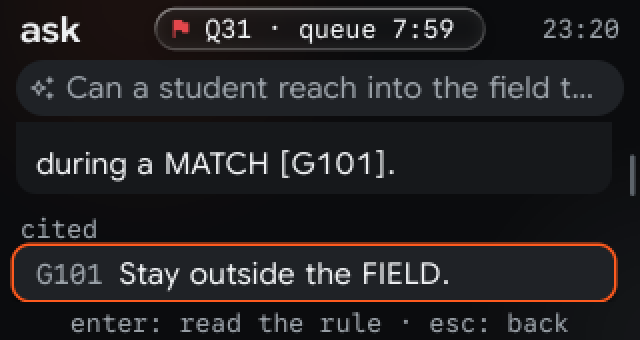 ask
Q31 · queue 7:59
23:20
Can a student reach into the field t…
during a MATCH [G101].
cited
G101 Stay outside the FIELD.
enter: read the rule · esc: back